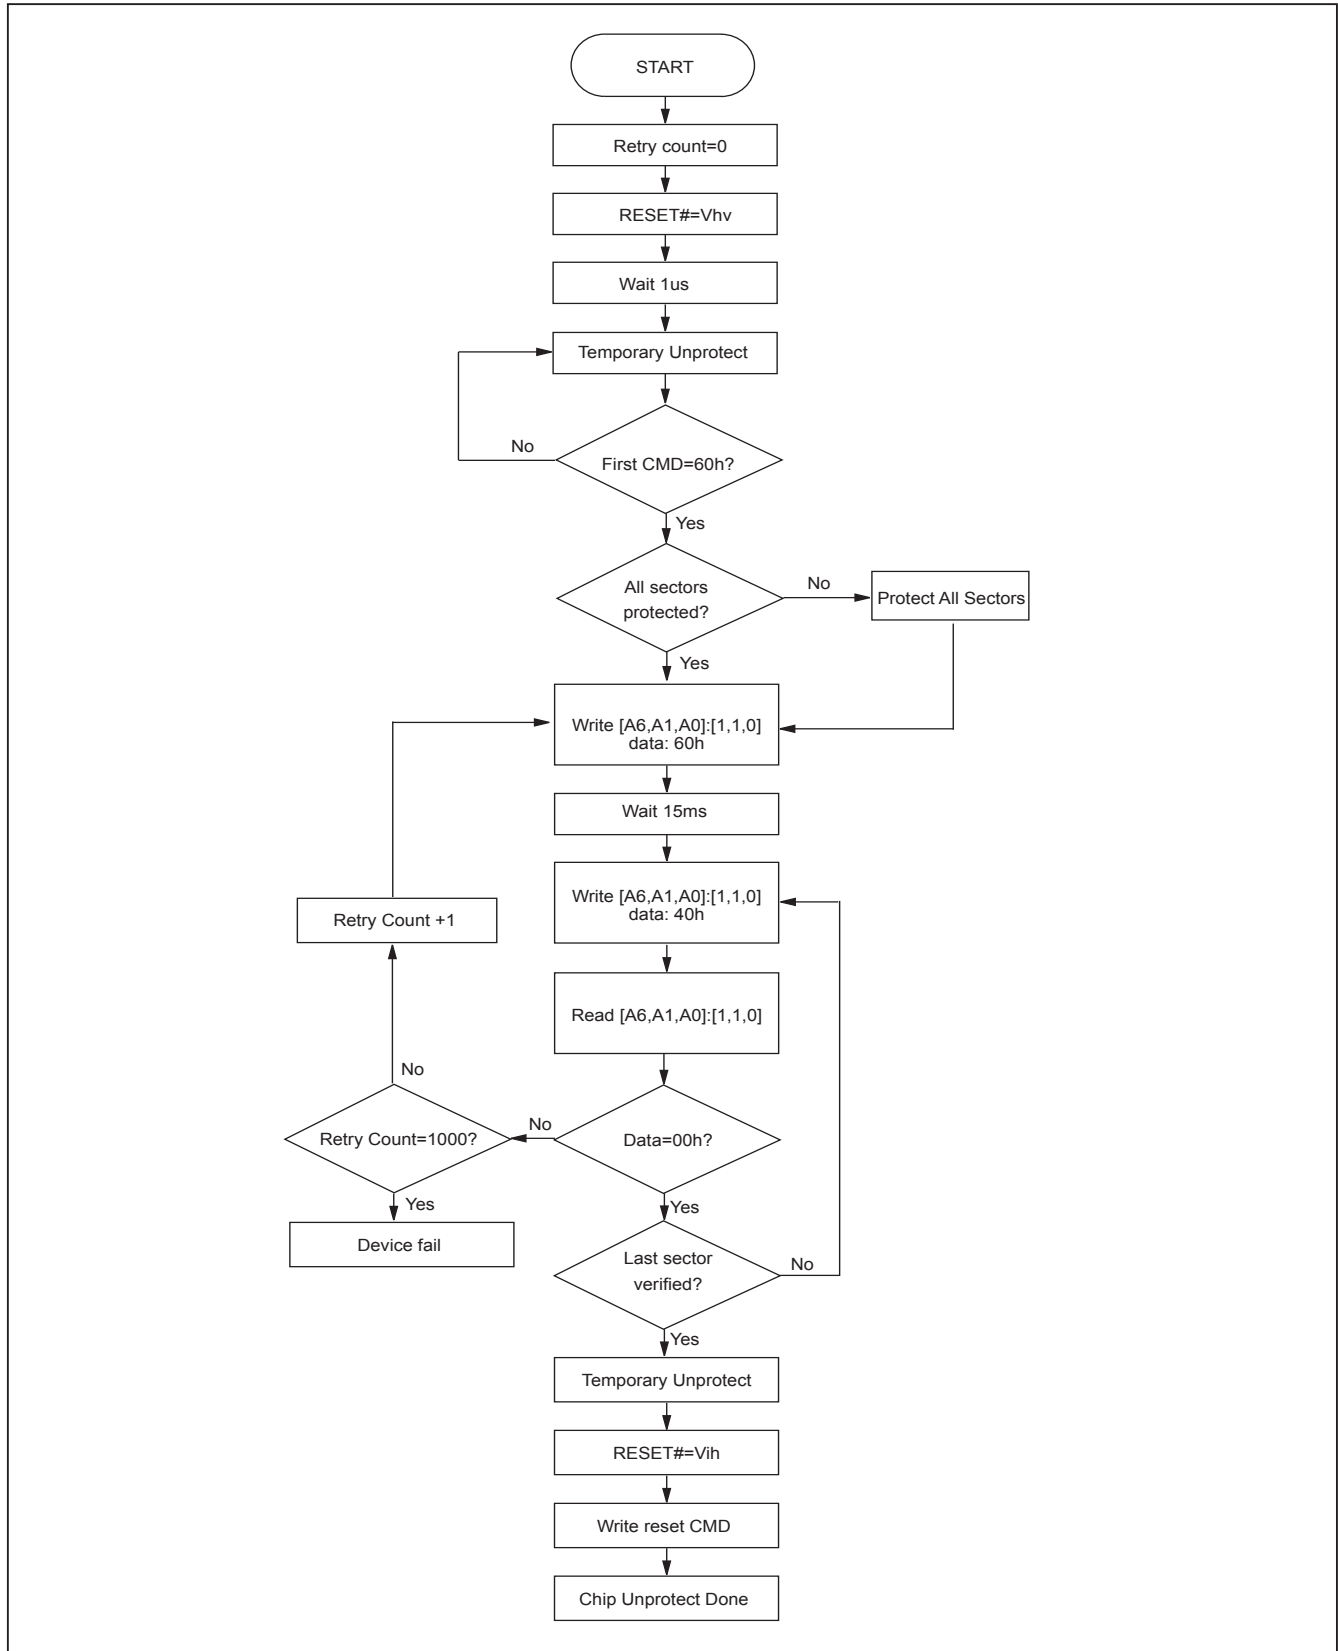 START
Retry count=0
RESET#=Vhv
Wait 1us
Temporary Unprotect
No
First CMD=60h?
Yes
All sectors
protected?
No
Protect All Sectors
Yes
Write [A6,A1,A0]:[1,1,0]
data: 60h
Wait 15ms
Write [A6,A1,A0]:[1,1,0]
data: 40h
Retry Count +1
Read [A6,A1,A0]:[1,1,0]
No
Retry Count=1000?
No
Data=00h?
Yes
Yes
Device fail
Last sector
verified?
No
Yes
Temporary Unprotect
RESET#=Vih
Write reset CMD
Chip Unprotect Done